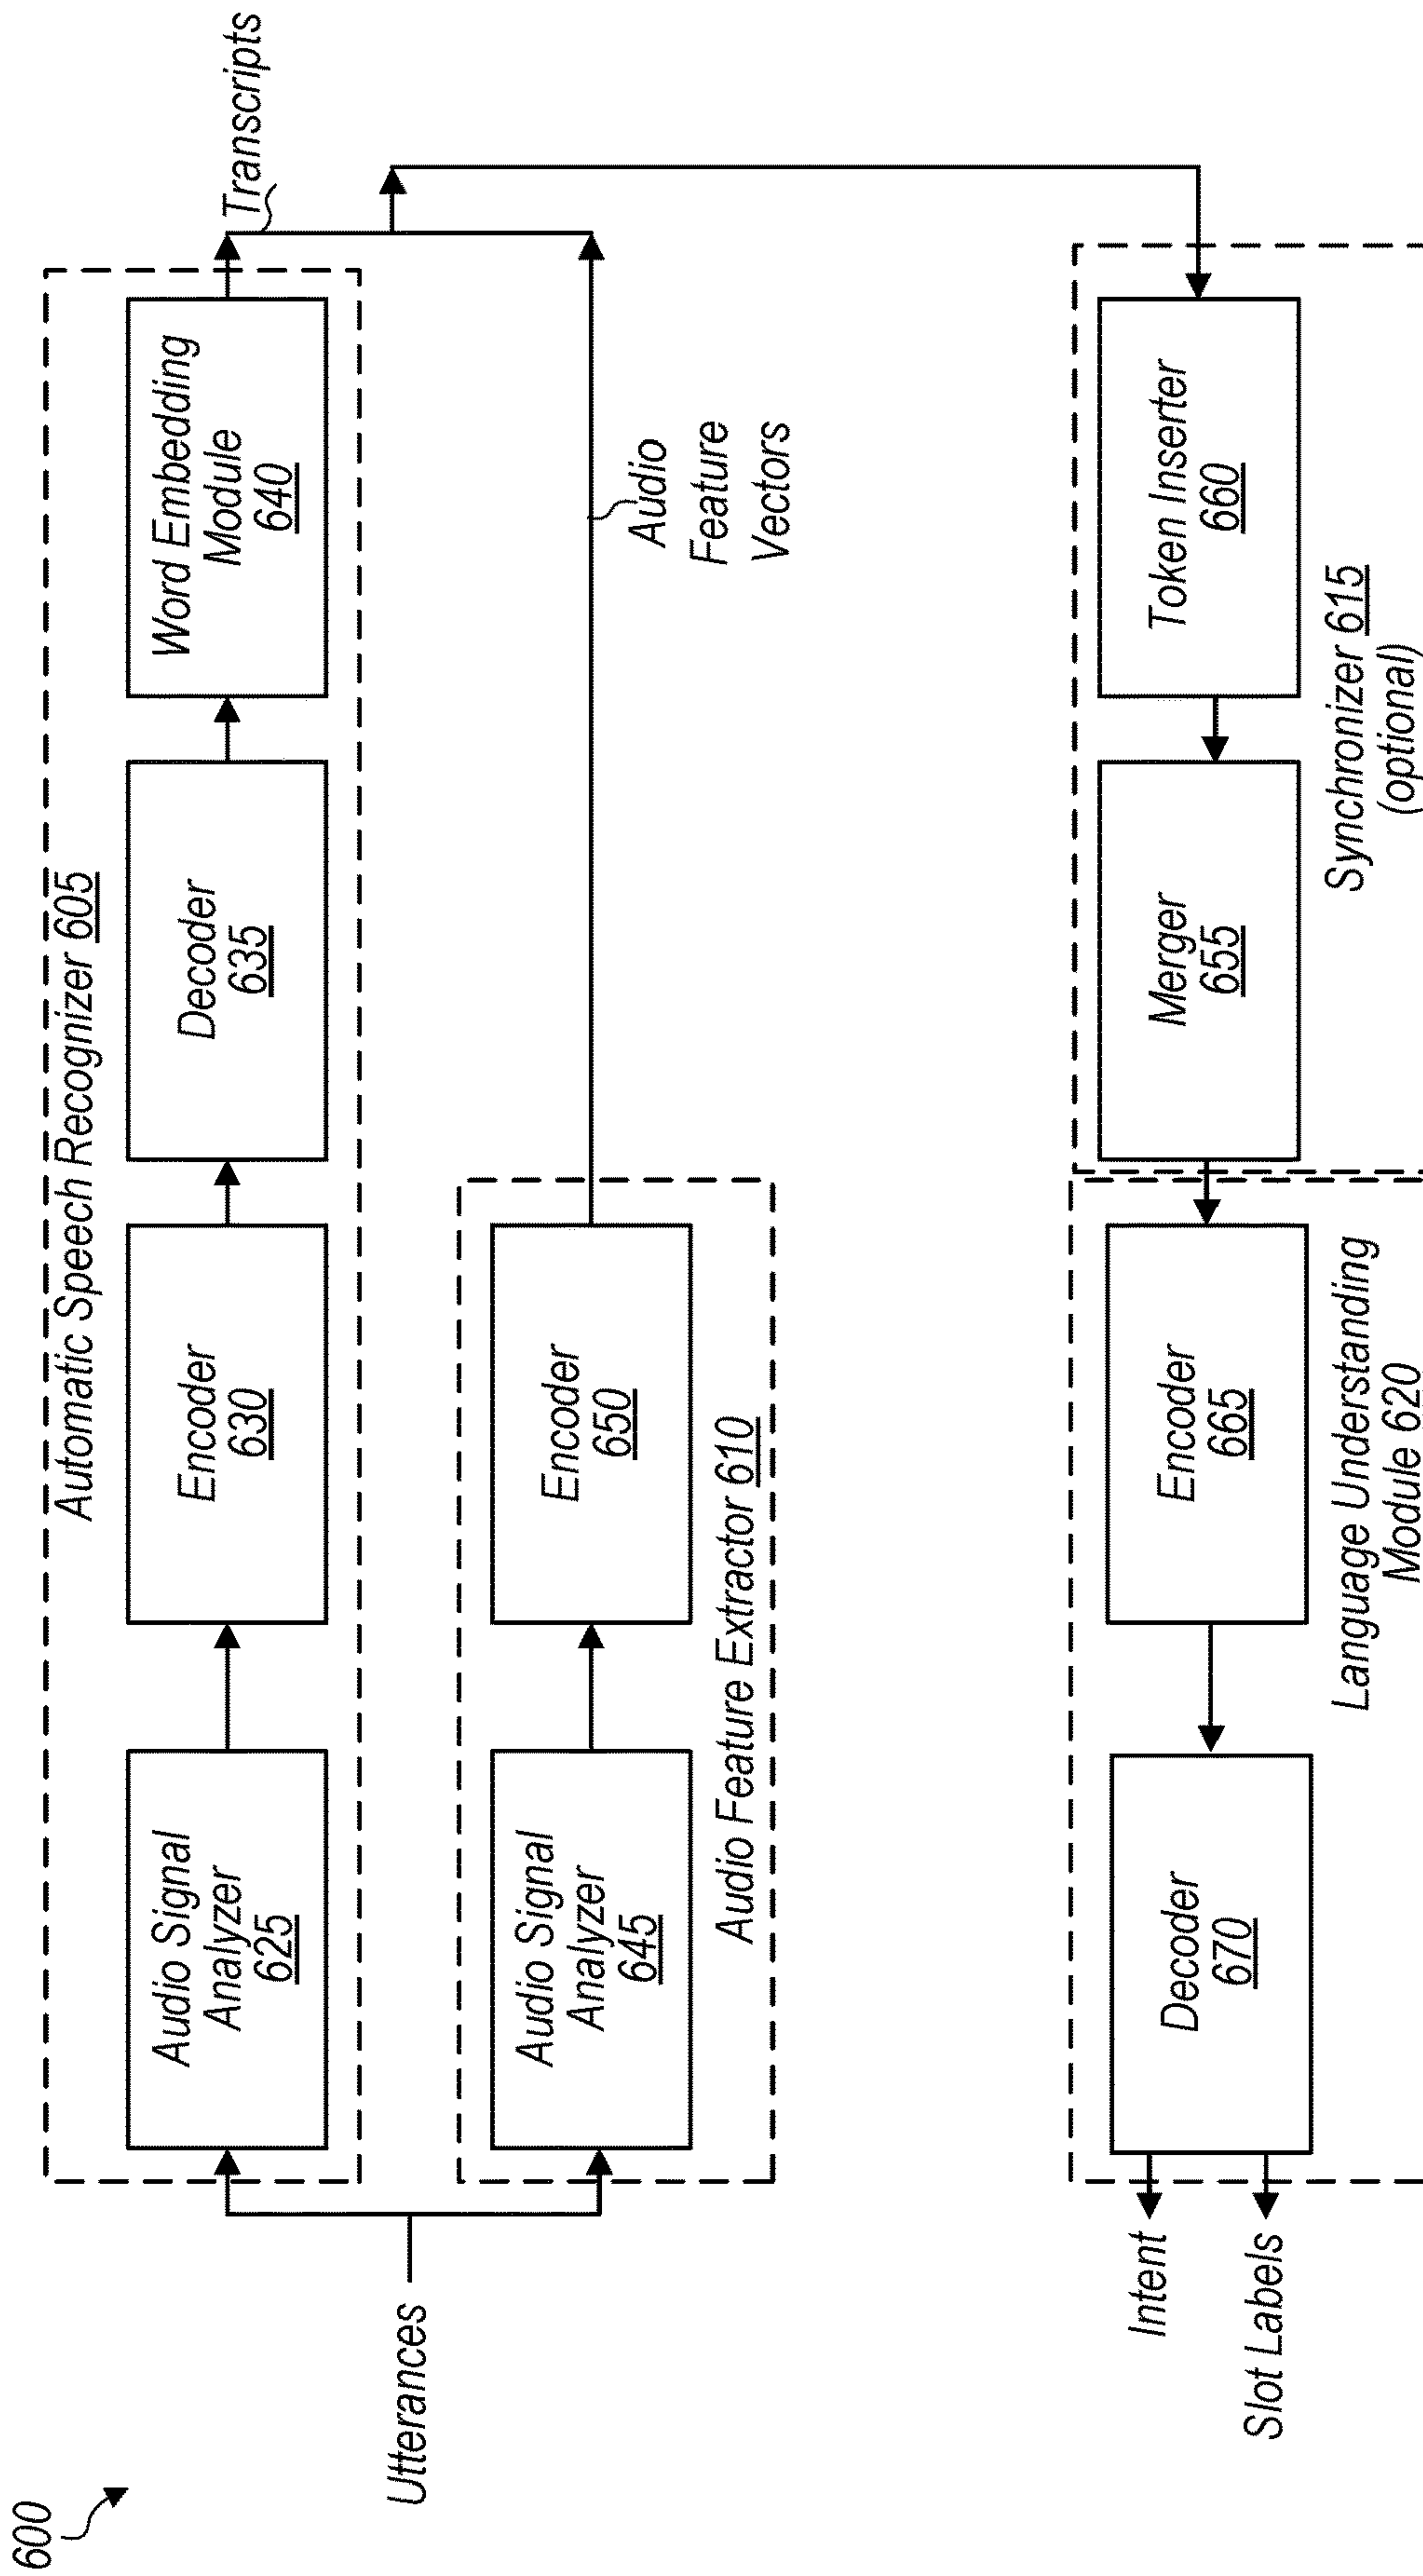 600
Automatic Speech Recognizer 605
Audio Signal
Analyzer
625
Encoder
630
Decoder
635
Word Embedding
Module
640
Transcripts
Utterances
Audio Signal
Analyzer
645
Encoder
650
Audio Feature Extractor 610
Audio
Feature
Vectors
Intent
Slot Labels
Decoder
670
Encoder
665
Language Understanding
Module 620
Merger
655
Token Inserter
660
Synchronizer 615
(optional)